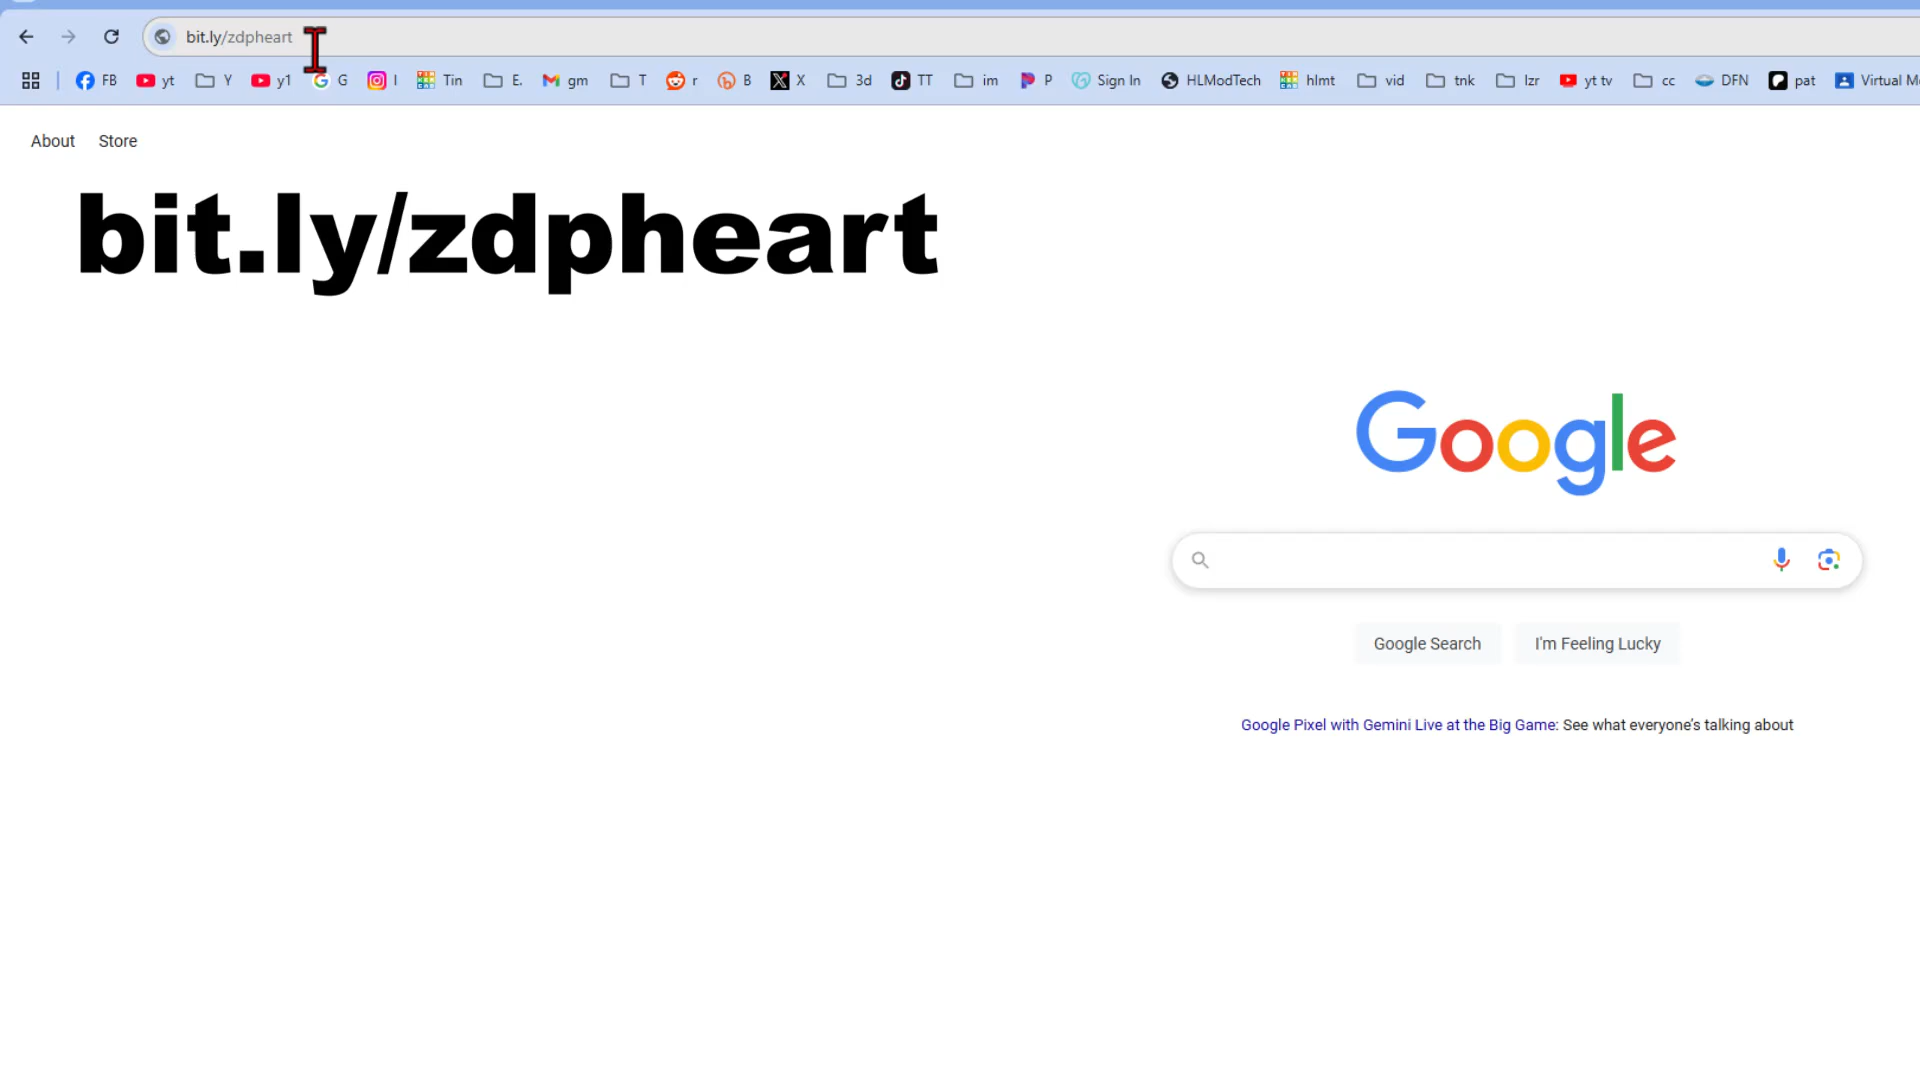 bit.ly/zdpheart
FB yt Y y1 G I Tin E. gm T r B X 3d TT im P Sign In HLModTech hlmt vid tnk lzr yt tv cc DFN pat Virtual M
About Store
bit.ly/zdpheart
Google
Google Search I'm Feeling Lucky
Google Pixel with Gemini Live at the Big Game: See what everyone's talking about